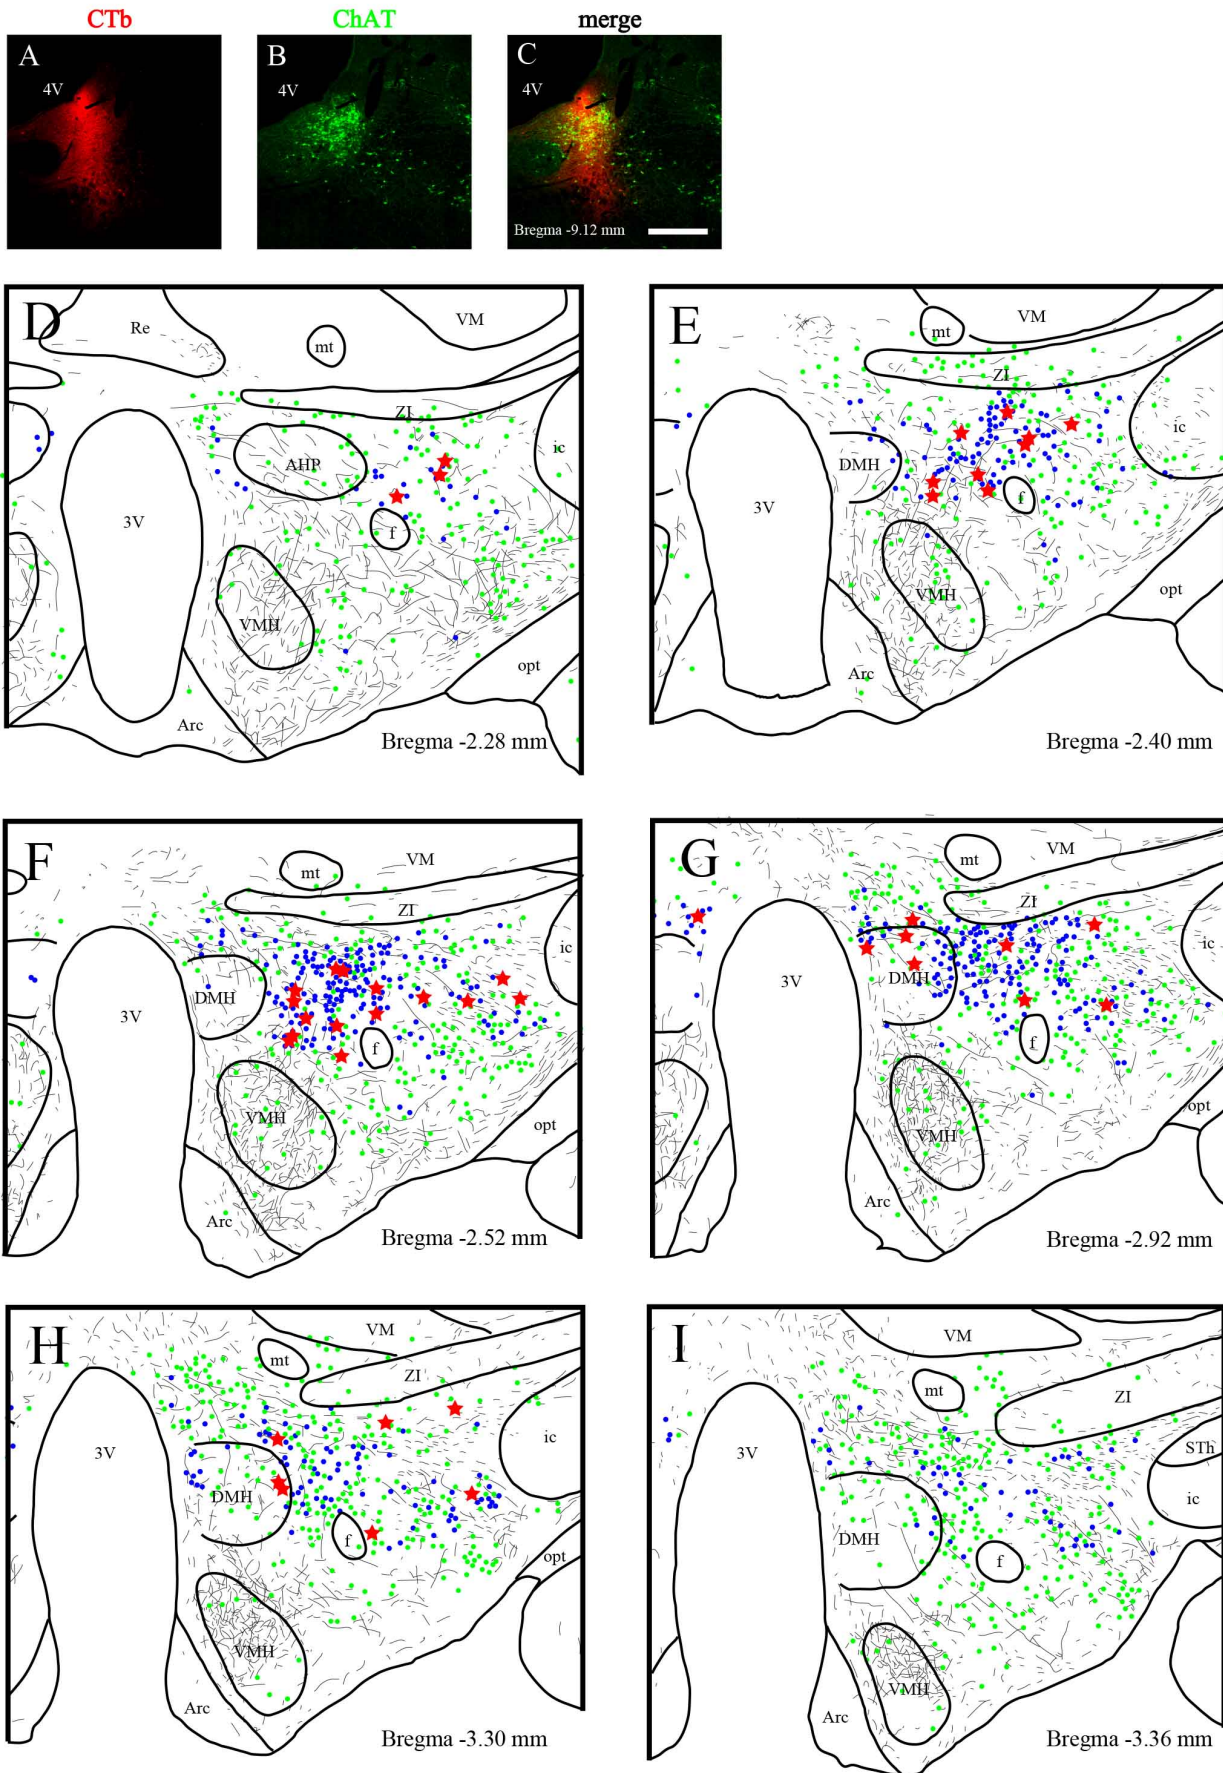 CTb ChAT merge
A B C
4V 4V 4V
Bregma -9.12 mm
D
Re mt VM
ZI
AHP ic
3V f
VMH
opt
Arc
Bregma -2.28 mm
E
mt VM
ZI
ic
DMH
3V f
VMH opt
Arc
Bregma -2.40 mm
F
mt VM
ZI
ic
DMH
3V
f
VMH opt
Arc
Bregma -2.52 mm
G
mt VM
ZI
ic
3V DMH
f
opt
VMH
Arc
Bregma -2.92 mm
H
VM
mt
ZI
3V ic
DMH
f
opt
VMH
Arc
Bregma -3.30 mm
I
VM
mt ZI
3V STh
ic
DMH
f
VMH
Arc
Bregma -3.36 mm